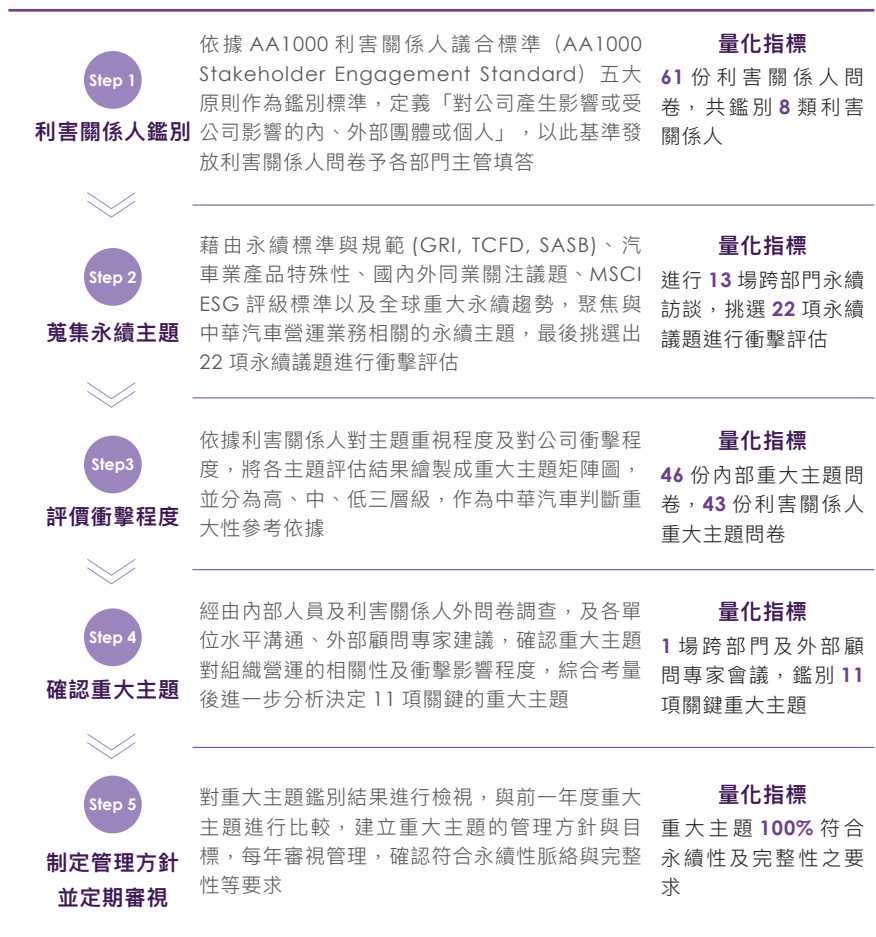 Step 1
利害關係人鑑別
依據 AA1000 利害關係人議合標準（AA1000
Stakeholder Engagement Standard）五大
原則作為鑑別標準，定義「對公司產生影響或受
公司影響的內、外部團體或個人」，以此基準發
放利害關係人問卷予各部門主管填答
量化指標
61 份利害關係人問
卷，共鑑別 8 類利害
關係人
Step 2
蒐集永續主題
藉由永續標準與規範 (GRI, TCFD, SASB)、汽
車業產品特殊性、國內外同業關注議題、MSCI
ESG 評級標準以及全球重大永續趨勢，聚焦與
中華汽車營運業務相關的永續主題，最後挑選出
22 項永續議題進行衝擊評估
量化指標
進行 13 場跨部門永續
訪談，挑選 22 項永續
議題進行衝擊評估
Step3
評價衝擊程度
依據利害關係人對主題重視程度及對公司衝擊程
度，將各主題評估結果繪製成重大主題矩陣圖，
並分為高、中、低三層級，作為中華汽車判斷重
大性參考依據
量化指標
46 份內部重大主題問
卷，43 份利害關係人
重大主題問卷
Step 4
確認重大主題
經由內部人員及利害關係人外問卷調查，及各單
位水平溝通、外部顧問專家建議，確認重大主題
對組織營運的相關性及衝擊影響程度，綜合考量
後進一步分析決定 11 項關鍵的重大主題
量化指標
1 場跨部門及外部顧
問專家會議，鑑別 11
項關鍵重大主題
Step 5
制定管理方針
並定期審視
對重大主題鑑別結果進行檢視，與前一年度重大
主題進行比較，建立重大主題的管理方針與目
標，每年審視管理，確認符合永續性脈絡與完整
性等要求
量化指標
重大主題 100% 符合
永續性及完整性之要
求